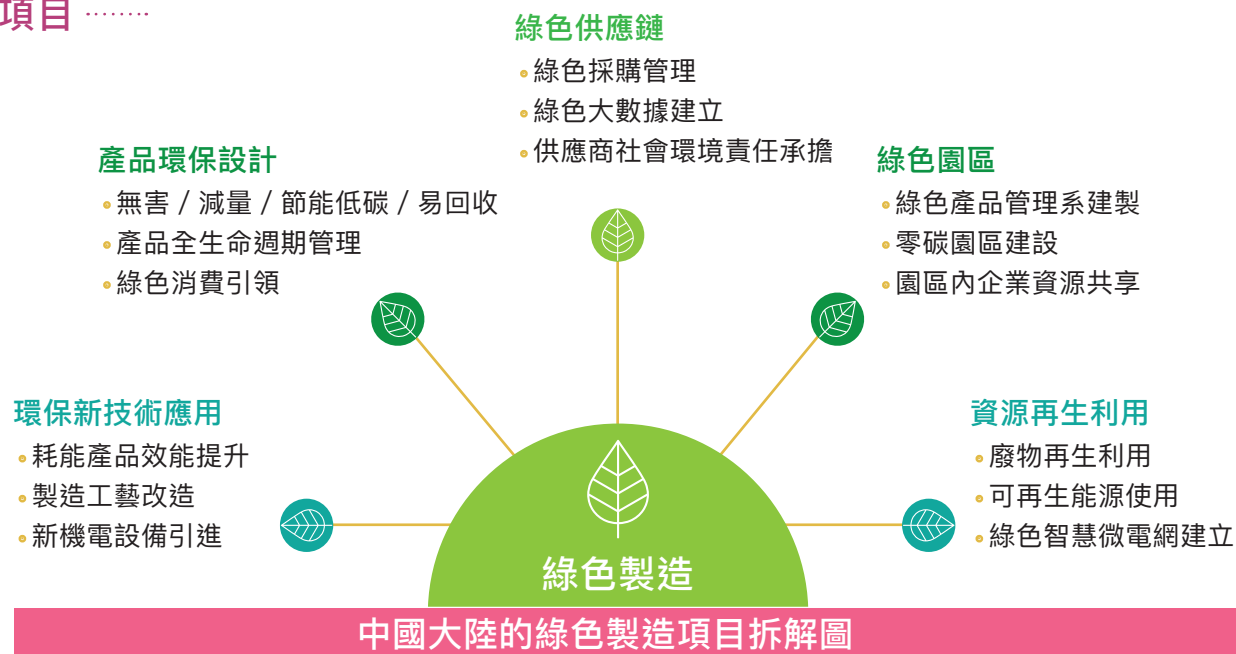 項目 ........
綠色供應鏈
• 綠色採購管理
• 綠色大數據建立
• 供應商社會環境責任承擔
產品環保設計
• 無害 / 減量 / 節能低碳 / 易回收
• 產品全生命週期管理
• 綠色消費引領
綠色園區
• 綠色產品管理系建製
• 零碳園區建設
• 園區內企業資源共享
環保新技術應用
• 耗能產品效能提升
• 製造工藝改造
• 新機電設備引進
資源再生利用
• 廢物再生利用
• 可再生能源使用
• 綠色智慧微電網建立
綠色製造
中國大陸的綠色製造項目拆解圖